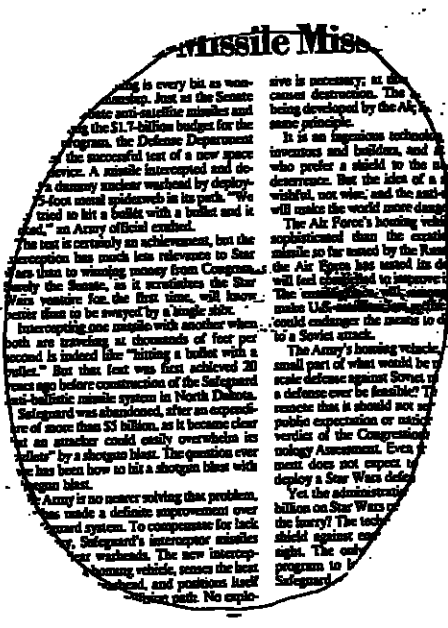 Missile Miss
is every bit as won-
Just as the Senate
anti-satellite missiles and
the $1.7-billion budget for the
program, the Defense Department
the successful test of a new space
device. A missile intercepted and de-
a dummy nuclear warhead by deploy-
5-foot metal spiderweb in its path. "We
tried to hit a bullet with a bullet and it
an Army official exulted.
The test is certainly an achievement, but the
perception has much less relevance to Star
Wars than to winning money from Congress.
Surely the Senate, as it scrutinizes the Star
Wars venture for the first time, will know
better than to be swayed by a single stix.
Intercepting one missile with another when
both are traveling at thousands of feet per
second is indeed like "hitting a bullet with a
bullet." But that feat was first achieved 20
years ago before construction of the Safeguard
anti-ballistic missile system in North Dakota.
Safeguard was abandoned, after an expendi-
ture of more than $5 billion, as it became clear
that an attacker could easily overwhelm its
by a shotgun blast. The question ever
has been how to hit a shotgun blast with
shotgun blast.
Army is no nearer solving that problem,
has made a definite improvement over
system. To compensate for lack
Safeguard's interceptor missiles
warheads. The new intercep-
homing vehicle, senses the heat
and positions itself
path. No explo-
sive is necessary; at
causes destruction. The
being developed by the Air
same principle.
It is an ingenious technolo
inventors and builders, and
who prefer a shield to the
deterrence. But the idea of a
wishful, not wise, and the anti-s
will make the world more dang
The Air Force's homing vehic
sophisticated than the
missile so far tested by the Russ
the Air Force has tested its de
will feel compelled to improve
The
make U.S.
could endanger the means to
to a Soviet attack.
The Army's homing vehicle,
small part of what would be
scale defense against Soviet
a defense ever be feasible? T
remote that it should not
public expectation or
verdict of the Congression
nology Assessment. Even
ment does not expect
deploy a Star Wars defe
Yet the administrati
billion on Star Wars
the hurry? The tech
shield against
sight. The only
program to
Safeguard